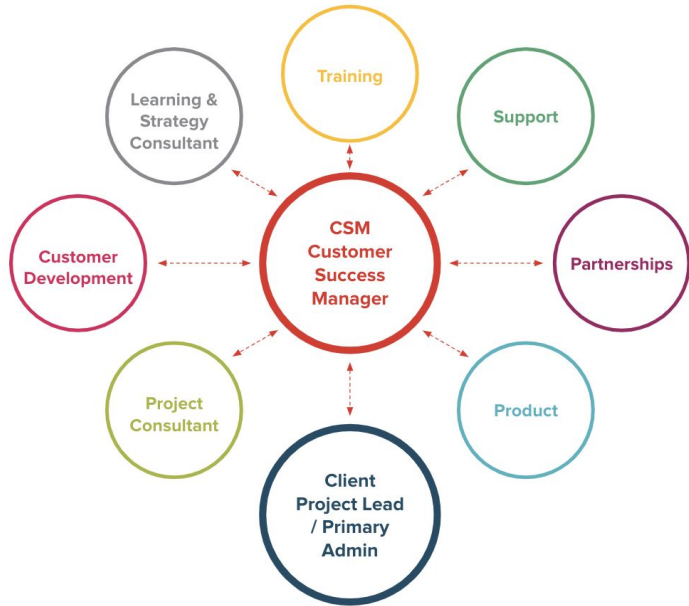 Training
Learning &
Strategy
Consultant
Support
CSM
Customer
Success
Manager
Customer
Development
Partnerships
Project
Consultant
Product
Client
Project Lead
/ Primary
Admin